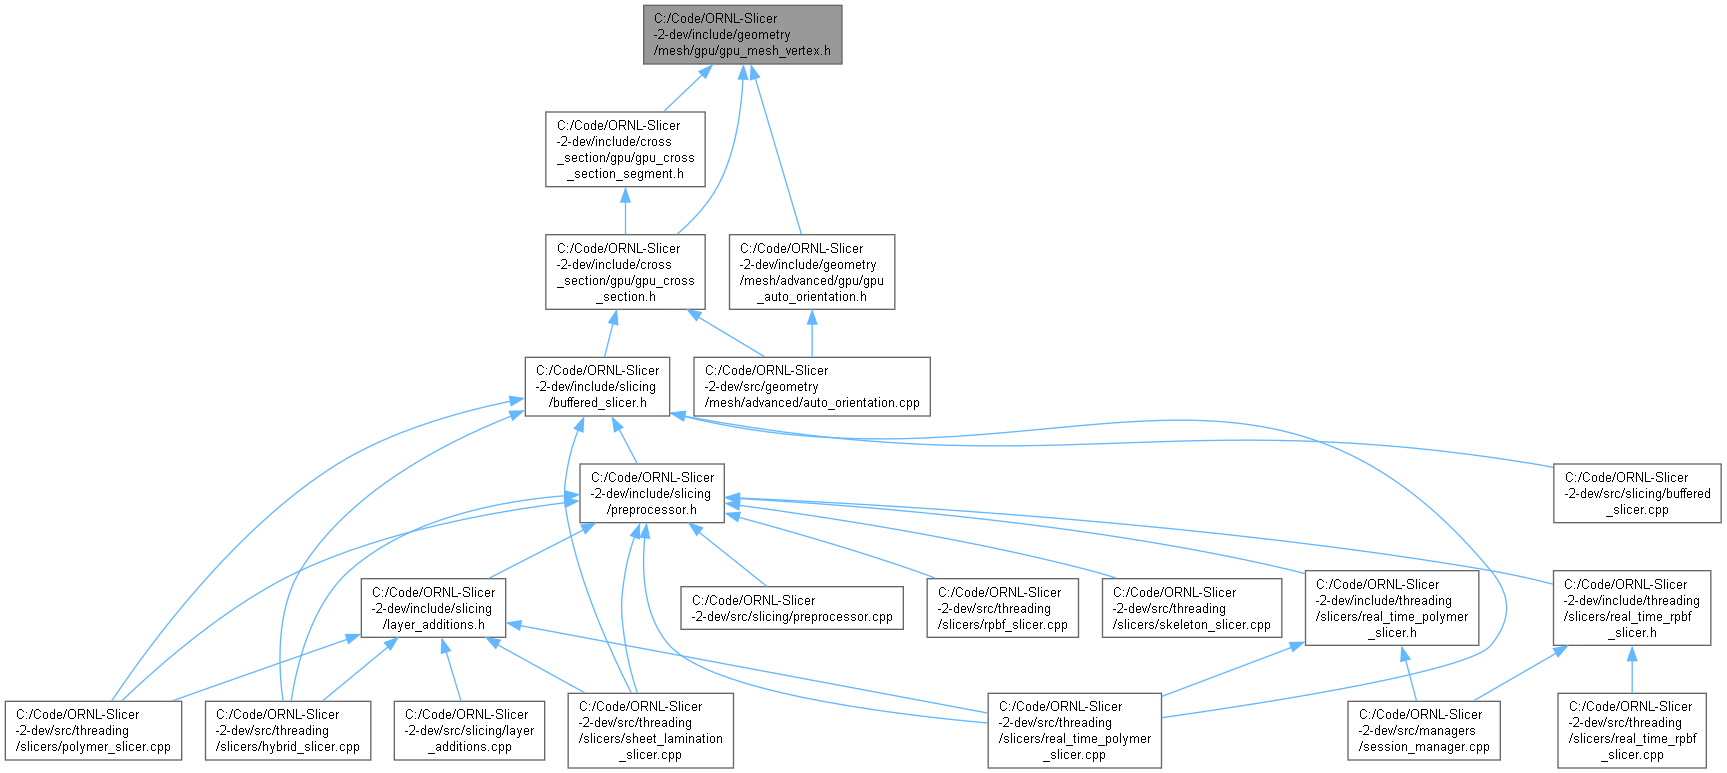 C:/Code/ORNL-Slicer
-2-dev/include/geometry
/mesh/gpu/gpu_mesh_vertex.h
C:/Code/ORNL-Slicer
-2-dev/include/cross
_section/gpu/gpu_cross
_section_segment.h
C:/Code/ORNL-Slicer
-2-dev/include/cross
_section/gpu/gpu_cross
_section.h
C:/Code/ORNL-Slicer
-2-dev/include/geometry
/mesh/advanced/gpu/gpu
_auto_orientation.h
C:/Code/ORNL-Slicer
-2-dev/include/slicing
/buffered_slicer.h
C:/Code/ORNL-Slicer
-2-dev/src/geometry
/mesh/advanced/auto_orientation.cpp
C:/Code/ORNL-Slicer
-2-dev/include/slicing
/preprocessor.h
C:/Code/ORNL-Slicer
-2-dev/src/slicing/buffered
_slicer.cpp
C:/Code/ORNL-Slicer
-2-dev/include/slicing
/layer_additions.h
C:/Code/ORNL-Slicer
-2-dev/src/slicing/preprocessor.cpp
C:/Code/ORNL-Slicer
-2-dev/src/threading
/slicers/rpbf_slicer.cpp
C:/Code/ORNL-Slicer
-2-dev/src/threading
/slicers/skeleton_slicer.cpp
C:/Code/ORNL-Slicer
-2-dev/include/threading
/slicers/real_time_polymer
_slicer.h
C:/Code/ORNL-Slicer
-2-dev/include/threading
/slicers/real_time_rpbf
_slicer.h
C:/Code/ORNL-Slicer
-2-dev/src/threading
/slicers/polymer_slicer.cpp
C:/Code/ORNL-Slicer
-2-dev/src/threading
/slicers/hybrid_slicer.cpp
C:/Code/ORNL-Slicer
-2-dev/src/slicing/layer
_additions.cpp
C:/Code/ORNL-Slicer
-2-dev/src/threading
/slicers/sheet_lamination
_slicer.cpp
C:/Code/ORNL-Slicer
-2-dev/src/threading
/slicers/real_time_polymer
_slicer.cpp
C:/Code/ORNL-Slicer
-2-dev/src/managers
/session_manager.cpp
C:/Code/ORNL-Slicer
-2-dev/src/threading
/slicers/real_time_rpbf
_slicer.cpp